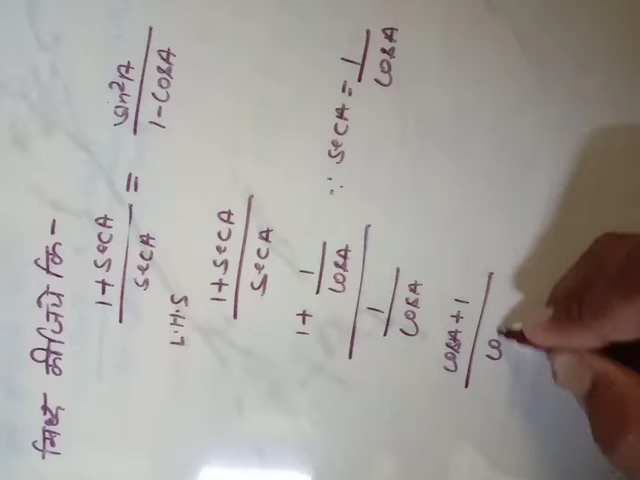 सिद्ध कीजिये कि -
1 + SecA / SecA = Sin²A / 1 - COSA
L.H.S
1 + SecA / SecA
1 + 1 / COSA / 1 / COSA ∵ SecA = 1 / COSA
COSA + 1 / CO